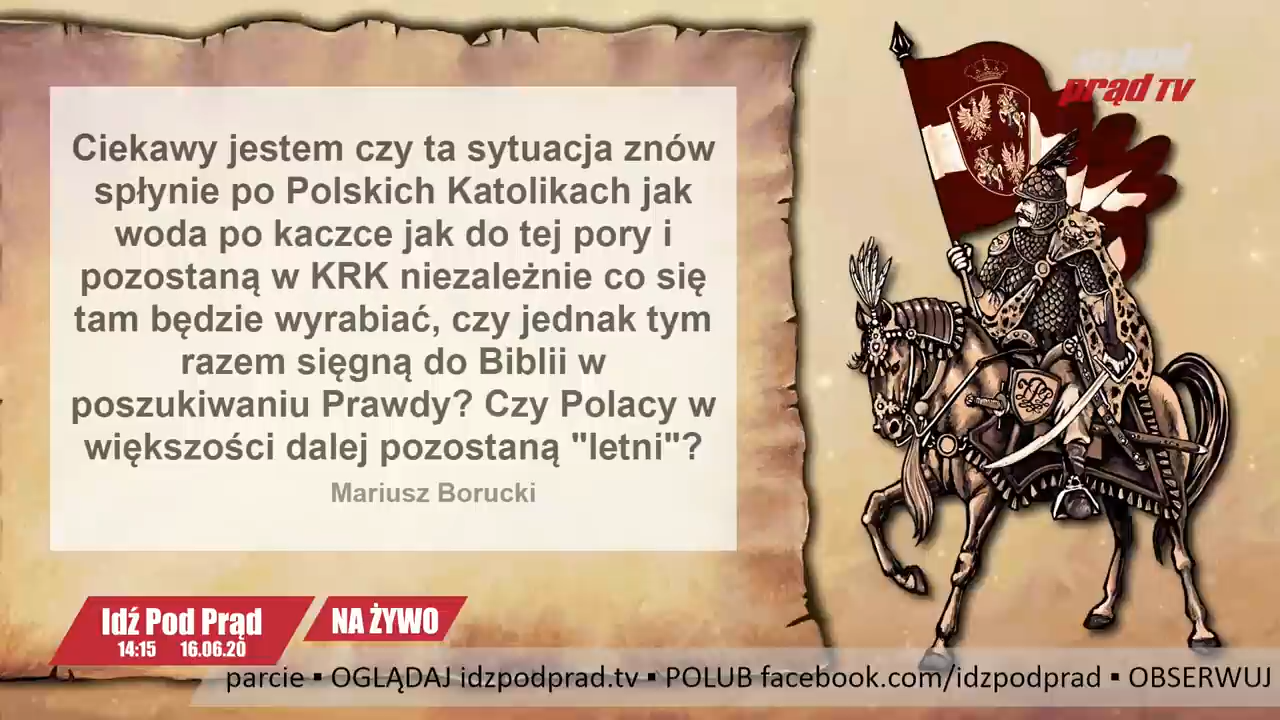 Ciekawy jestem czy ta sytuacja znów
spłynie po Polskich Katolikach jak
woda po kaczce jak do tej pory i
pozostaną w KRK niezależnie co się
tam będzie wyrabiać, czy jednak tym
razem sięgną do Biblii w
poszukiwaniu Prawdy? Czy Polacy w
większości dalej pozostaną "letni"?
Mariusz Borucki
prąd TV
Idź Pod Prąd
NA ŻYWO
14:15 16.06.20
parcie ▪ OGLĄDAJ idzpodprad.tv ▪ POLUB facebook.com/idzpodprad ▪ OBSERWUJ